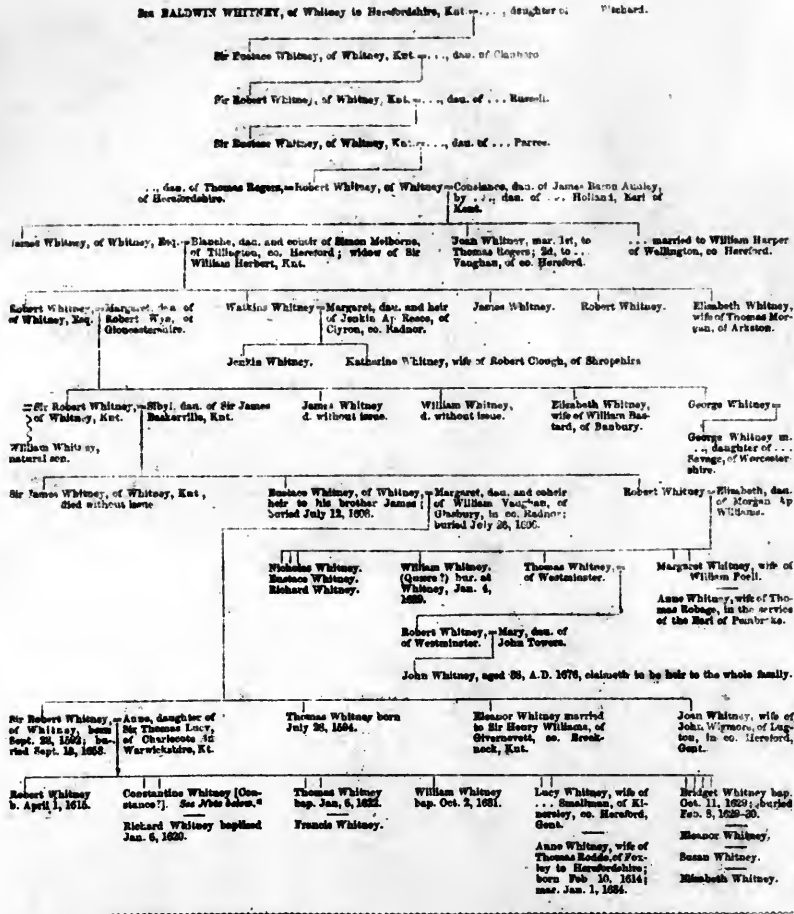 Sir BALDWIN WHITNEY, of Whitney in Herefordshire, Knt.=..., daughter of
Sir Eustace Whitney, of Whitney, Knt.=..., dau. of
Sir Robert Whitney, of Whitney, Knt.=..., dau. of ... Russell.
Sir Eustace Whitney, of Whitney, Knt.=..., dau. of ... Parree.
..., dau. of Thomas Rogers,=Robert Whitney, of Whitney=Constance, dau. of James Baron Audley,
of Herefordshire.
by ..., dau. of ... Holland, Earl of
Kent.
James Whitney, of Whitney, Esq.=Blanche, dau. and coheir of Simon Melborne,
of Tillington, co. Hereford; widow of Sir
William Herbert, Knt.
Joan Whitney, mar. 1st, to
Thomas Rogers; 2d, to ...
Vaughan, of co. Hereford.
... married to William Harper
of Wellington, co Hereford.
Robert Whitney,=Margaret, dau. of
of Whitney, Esq. Robert Wye, of
Gloucestershire.
Watkins Whitney=Margaret, dau. and heir
of Jenkin Ap Reece, of
Clyron, co. Radnor.
James Whitney.
Robert Whitney.
Elizabeth Whitney,
wife of Thomas Mor-
gan, of Arkston.
Jenkin Whitney.
Katherine Whitney, wife of Robert Clough, of Shropshire
=Sir Robert Whitney,=Sibyl, dau. of Sir James
of Whitney, Knt. Baskerville, Knt.
James Whitney
d. without issue.
William Whitney,
d. without issue.
Elizabeth Whitney,
wife of William Bas-
tard, of Banbury.
George Whitney=
William Whitney,
natural son.
George Whitney m.
..., daughter of ...
Savage, of Worcester-
shire.
Sir James Whitney, of Whitney, Knt,
died without issue
Eustace Whitney, of Whitney,=Margaret, dau. and coheir
heir to his brother James; of William Vaughan, of
buried July 12, 1608. Glasbury, in co. Radnor;
buried July
Robert Whitney=Elizabeth, dau.
of Morgan Ap
Williams.
Nicholas Whitney.
Eustace Whitney.
Richard Whitney.
William Whitney.
(Quære?) bur. at
Whitney, Jan. 4,
Thomas Whitney,=
of Westminster.
Margaret Whitney, wife of
William Poell.
Anne Whitney, wife of Tho-
mas Robage, in the service
of the Earl of Pembroke.
Robert Whitney,=Mary, dau. of
of Westminster. John Towers.
John Whitney, aged A.D. 1676, claimeth to be heir to the whole family.
Sir Robert Whitney,=Anne, daughter of
of Whitney, born Sir Thomas Lucy,
Sept. 1592; bu- of Charlecote in
ried Sept. 1653. Warwickshire, Kt.
Thomas Whitney born
July 28, 1594.
Eleanor Whitney married
to Sir Henry Williams, of
Givernevett, co. Breck-
neck, Knt.
Joan Whitney, wife of
John Wigmore, of Lug-
ton, in co. Hereford,
Gent.
Robert Whitney
b. April 1, 1615.
Constantine Whitney [Con-
stance?]. See Note below.*
Richard Whitney baptised
Jan. 6, 1620.
Thomas Whitney
bap. Jan. 6, 1622.
Francis Whitney.
William Whitney
bap. Oct. 2, 1631.
Lucy Whitney, wife of
... Smallman, of Ki-
nersley, co. Hereford,
Gent.
Anne Whitney, wife of
Thomas Rodde, of Fox-
ley in Herefordshire;
born Feb 10, 1614;
mar. Jan. 1, 1634.
Bridget Whitney bap.
Oct. 11, 1629; buried
Feb. 8, 1629-30.
Eleanor Whitney.
Susan Whitney.
Elizabeth Whitney.